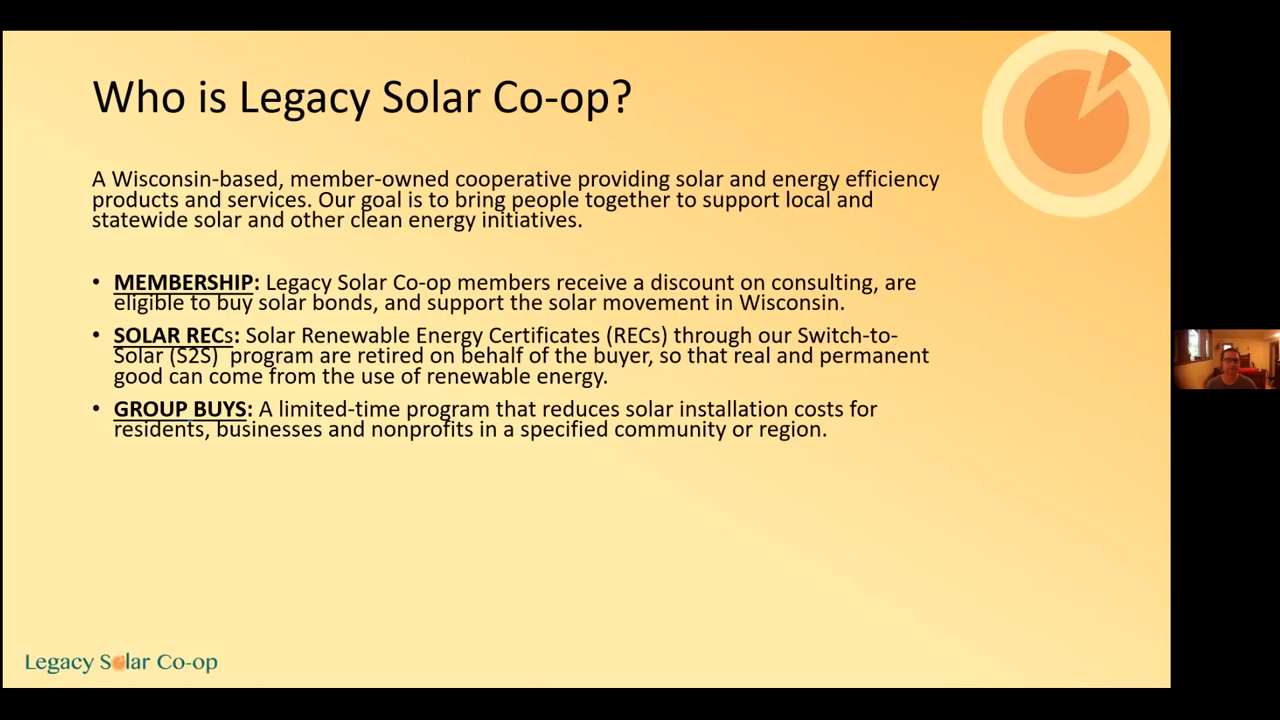 Who is Legacy Solar Co-op?
A Wisconsin-based, member-owned cooperative providing solar and energy efficiency
products and services. Our goal is to bring people together to support local and
statewide solar and other clean energy initiatives.
• MEMBERSHIP: Legacy Solar Co-op members receive a discount on consulting, are
eligible to buy solar bonds, and support the solar movement in Wisconsin.
• SOLAR RECs: Solar Renewable Energy Certificates (RECs) through our Switch-to-
Solar (S2S)  program are retired on behalf of the buyer, so that real and permanent
good can come from the use of renewable energy.
• GROUP BUYS: A limited-time program that reduces solar installation costs for
residents, businesses and nonprofits in a specified community or region.
Legacy Solar Co-op